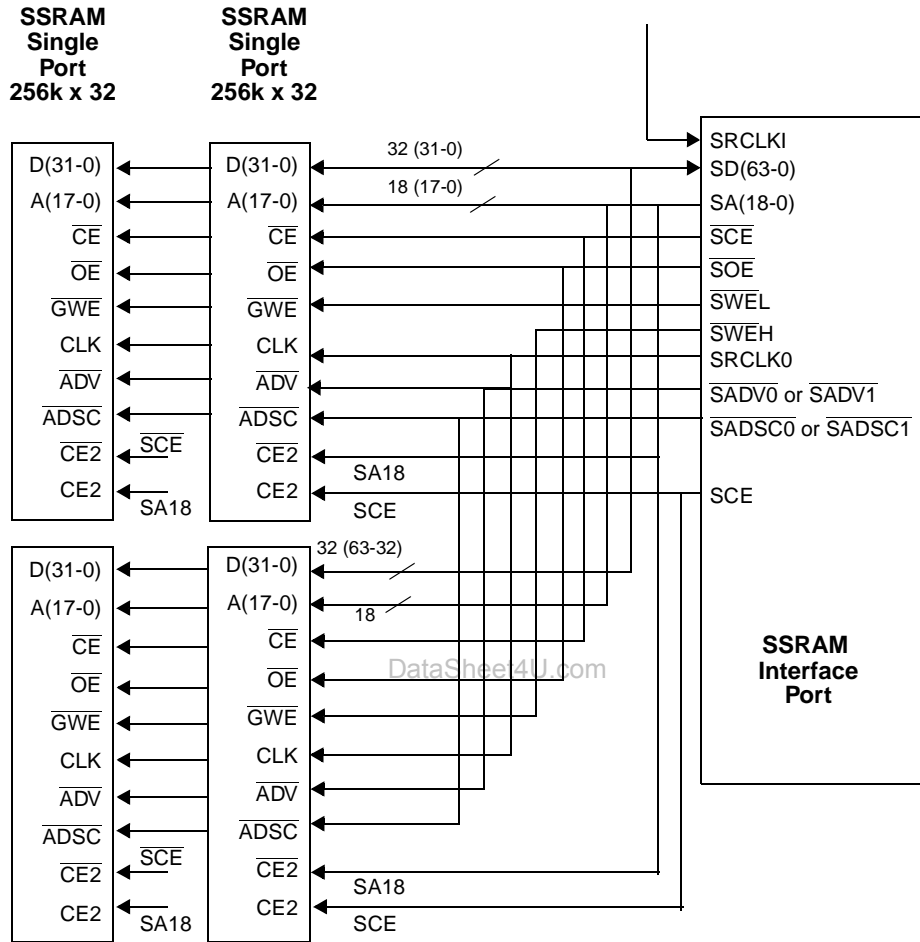 SSRAM
Single
Port
256k x 32
SSRAM
Single
Port
256k x 32
D(31-0)
A(17-0)
CE
OE
GWE
CLK
ADV
ADSC
CE2
CE2
SCE
SA18
D(31-0)
A(17-0)
CE
OE
GWE
CLK
ADV
ADSC
CE2
CE2
32 (31-0)
18 (17-0)
SA18
SCE
SRCLKI
SD(63-0)
SA(18-0)
SCE
SOE
SWEL
SWEH
SRCLK0
SADV0 or SADV1
SADSC0 or SADSC1
SCE
SSRAM
Interface
Port
D(31-0)
A(17-0)
CE
OE
GWE
CLK
ADV
ADSC
CE2
CE2
SCE
SA18
D(31-0)
A(17-0)
CE
OE
GWE
CLK
ADV
ADSC
CE2
CE2
32 (63-32)
18
SA18
SCE
DataSheet4U.com